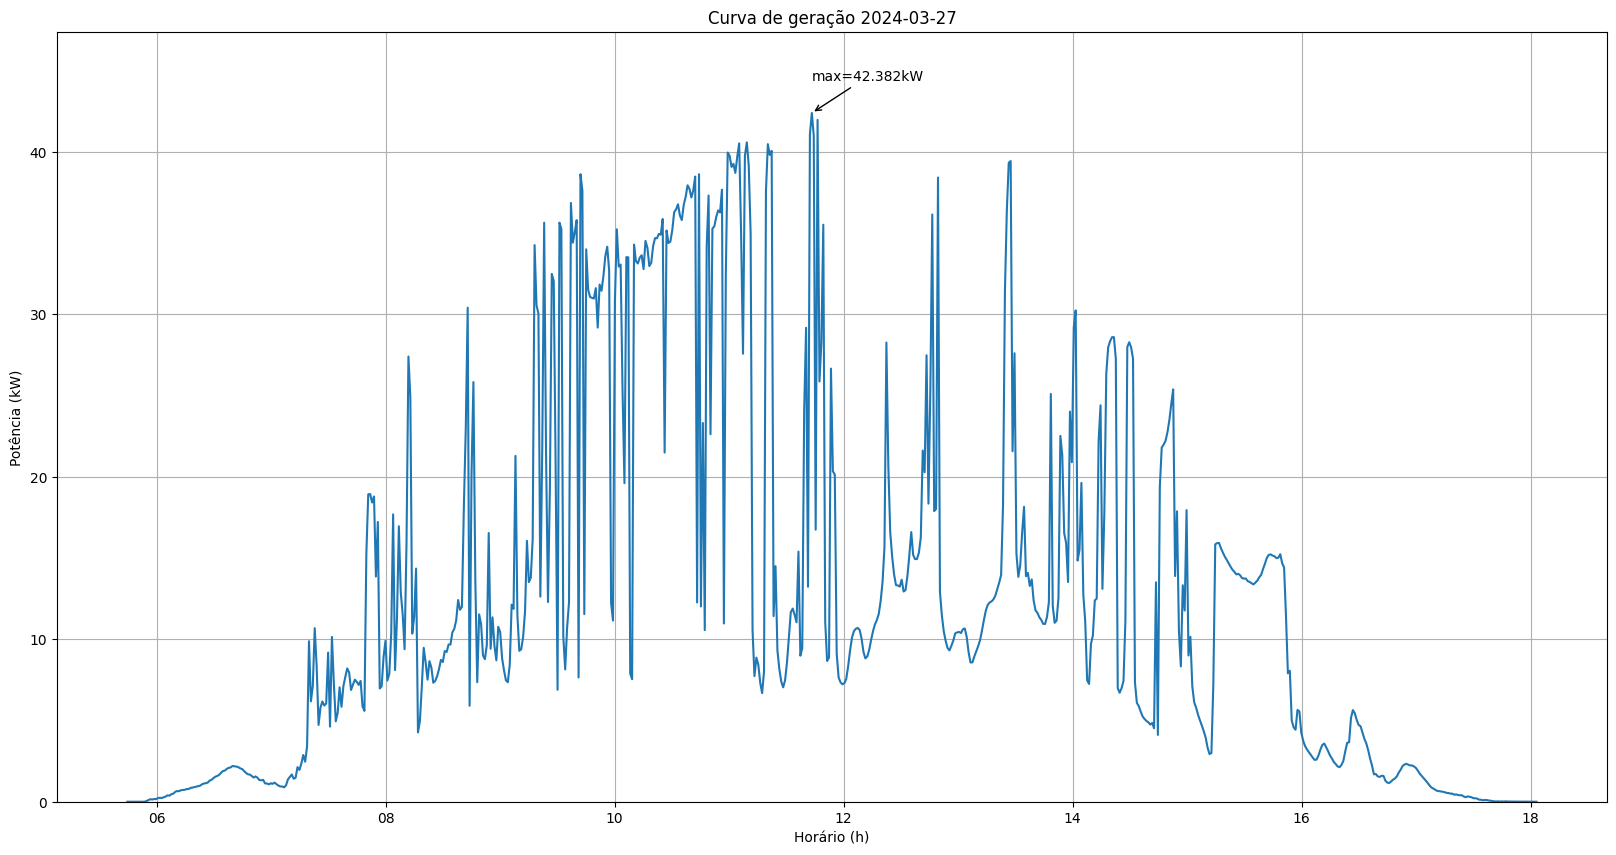 Curva de geração 2024-03-27
max=42.382kW
Potência (kW)
40
30
20
10
0
06 08 10 12 14 16 18
Horário (h)